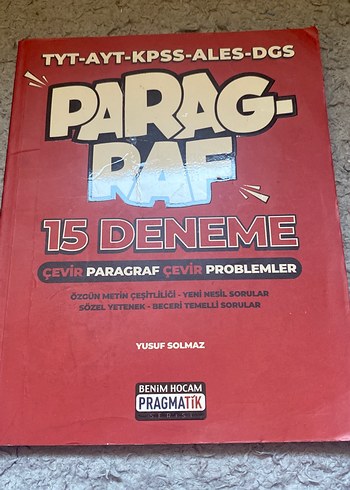 TYT-AYT-KPSS-ALES-DGS
PARAG-
RAF
15 DENEME
ÇEVİR PARAGRAF ÇEVİR PROBLEMLER
ÖZGÜN METİN ÇEŞİTLİLİĞİ - YENİ NESİL SORULAR
SÖZEL YETENEK - BECERİ TEMELLİ SORULAR
YUSUF SOLMAZ
BENİM HOCAM
PRAGMATİK